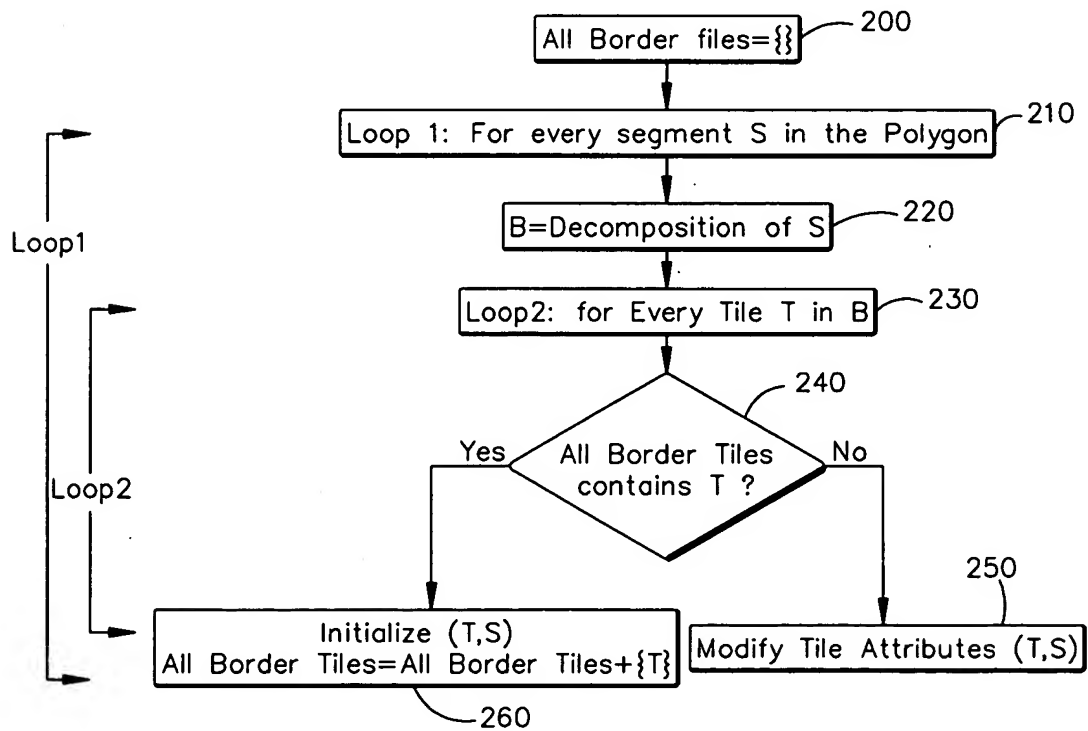 All Border files={}
200
Loop 1: For every segment S in the Polygon
210
B=Decomposition of S
220
Loop1
Loop2: for Every Tile T in B
230
240
Yes
All Border Tiles
contains T ?
No
Loop2
250
Initialize (T,S)
All Border Tiles=All Border Tiles+{T}
Modify Tile Attributes (T,S)
260